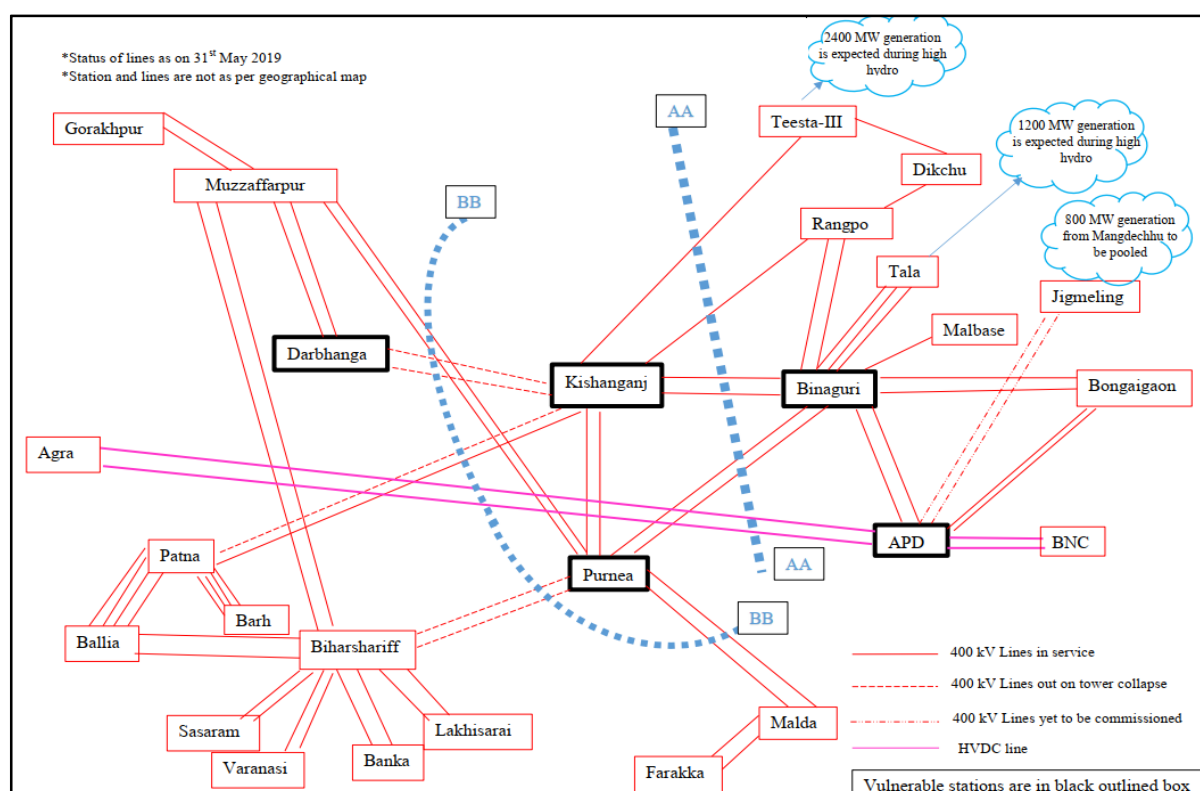 *Status of lines as on 31st May 2019
*Station and lines are not as per geographical map
2400 MW generation
is expected during high
hydro
1200 MW generation
is expected during high
hydro
800 MW generation
from Mangdechhu to
be pooled
AA
BB
Gorakhpur
Teesta-III
Muzzaffarpur
Dikchu
Rangpo
Tala
Jigmeling
Malbase
Darbhanga
Kishanganj
Binaguri
Bongaigaon
Agra
APD
BNC
Patna
Purnea
AA
Barh
BB
Ballia
Biharshariff
400 kV Lines in service
400 kV Lines out on tower collapse
Sasaram
Lakhisarai
Malda
400 kV Lines yet to be commissioned
Varanasi
Banka
Farakka
HVDC line
Vulnerable stations are in black outlined box